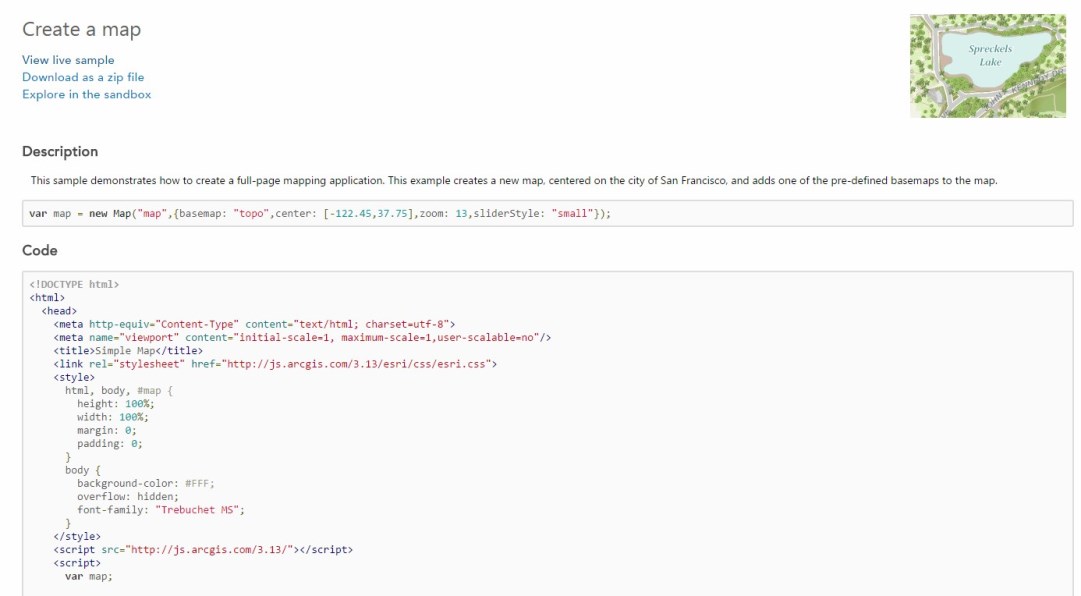 Create a map
View live sample
Download as a zip file
Explore in the sandbox
Spreckels
Lake
Description
This sample demonstrates how to create a full-page mapping application. This example creates a new map, centered on the city of San Francisco, and adds one of the pre-defined basemaps to the map.
var map = new Map("map",{basemap: "topo",center: [-122.45,37.75],zoom: 13,sliderStyle: "small"});
Code
<!DOCTYPE html>
<html>
  <head>
    <meta http-equiv="Content-Type" content="text/html; charset=utf-8">
    <meta name="viewport" content="initial-scale=1, maximum-scale=1,user-scalable=no"/>
    <title>Simple Map</title>
    <link rel="stylesheet" href="http://js.arcgis.com/3.13/esri/css/esri.css">
    <style>
      html, body, #map {
        height: 100%;
        width: 100%;
        margin: 0;
        padding: 0;
      }
      body {
        background-color: #FFF;
        overflow: hidden;
        font-family: "Trebuchet MS";
      }
    </style>
    <script src="http://js.arcgis.com/3.13/"></script>
    <script>
      var map;